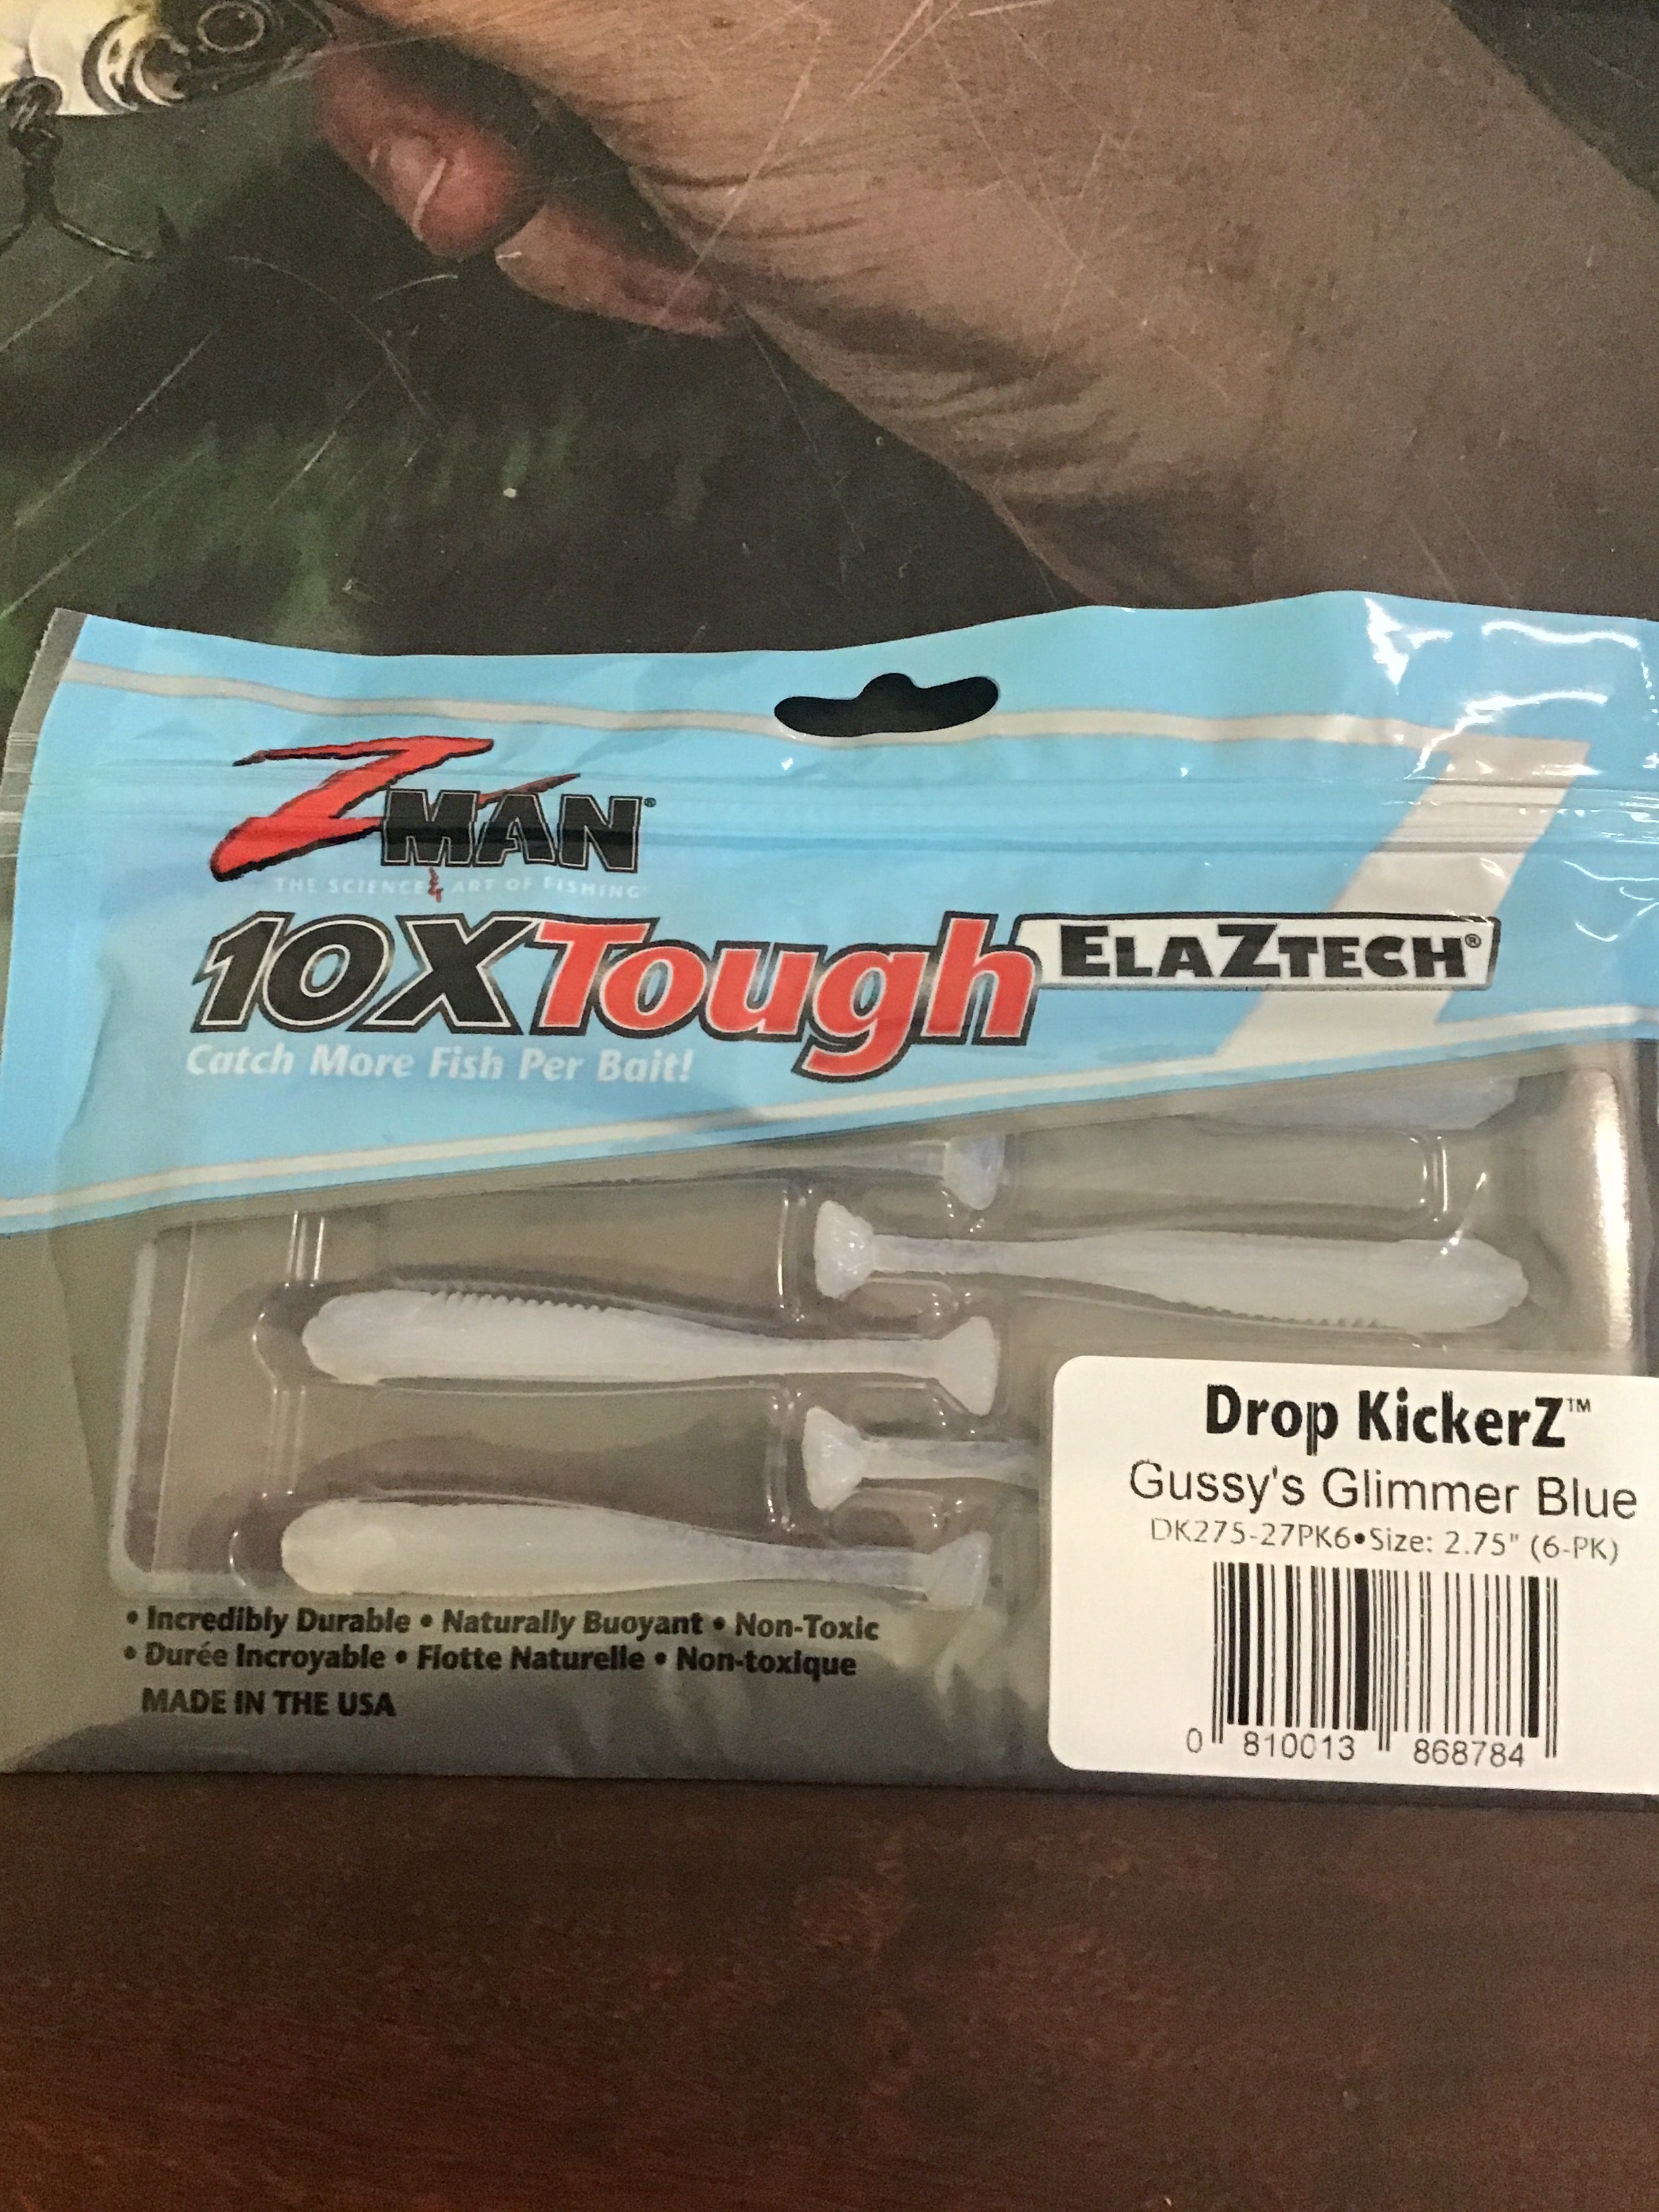 ZMAN®
THE SCIENCE & ART OF FISHING
10X Tough ELAZTECH®
Catch More Fish Per Bait!
Drop KickerZ™
Gussy's Glimmer Blue
DK275-27PK6•Size: 2.75" (6-PK)
• Incredibly Durable • Naturally Buoyant • Non-Toxic
• Durée Incroyable • Flotte Naturelle • Non-toxique
MADE IN THE USA
0 810013 868784